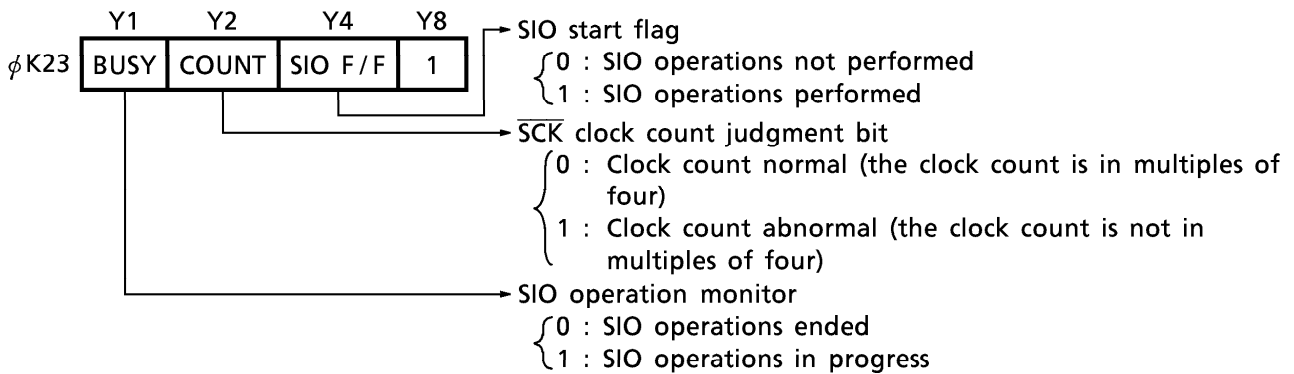 Y1 Y2 Y4 Y8
ϕK23 BUSY COUNT SIO F/F 1
SIO start flag
0 : SIO operations not performed
1 : SIO operations performed
S̅C̅K̅ clock count judgment bit
0 : Clock count normal (the clock count is in multiples of
four)
1 : Clock count abnormal (the clock count is not in
multiples of four)
SIO operation monitor
0 : SIO operations ended
1 : SIO operations in progress